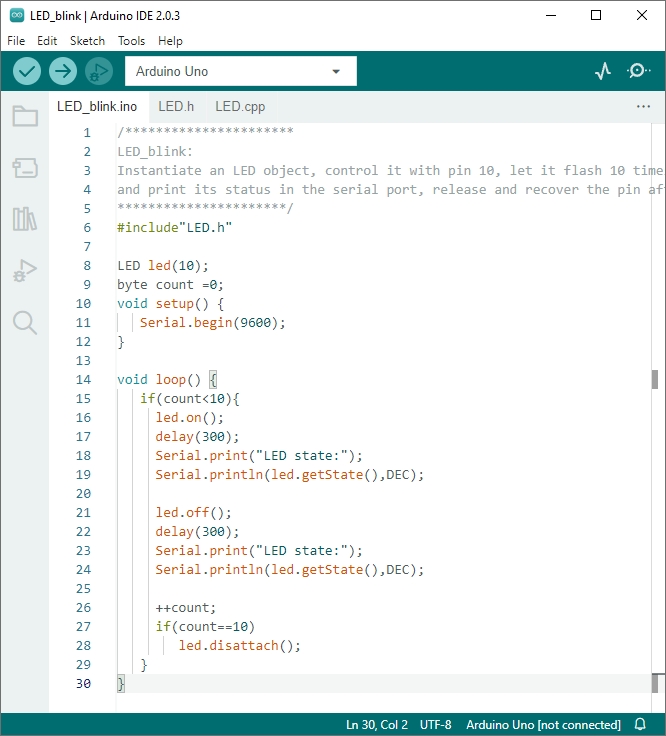 LED_blink | Arduino IDE 2.0.3
File Edit Sketch Tools Help
Arduino Uno
LED_blink.ino LED.h LED.cpp
1 /**********************
2 LED_blink:
3 Instantiate an LED object, control it with pin 10, let it flash 10 time
4 and print its status in the serial port, release and recover the pin af
5 **********************/
6 #include"LED.h"
7
8 LED led(10);
9 byte count =0;
10 void setup() {
11 Serial.begin(9600);
12 }
13
14 void loop() {
15 if(count<10){
16 led.on();
17 delay(300);
18 Serial.print("LED state:");
19 Serial.println(led.getState(),DEC);
20
21 led.off();
22 delay(300);
23 Serial.print("LED state:");
24 Serial.println(led.getState(),DEC);
25
26 ++count;
27 if(count==10)
28 led.disattach();
29 }
30 }
Ln 30, Col 2 UTF-8 Arduino Uno [not connected]